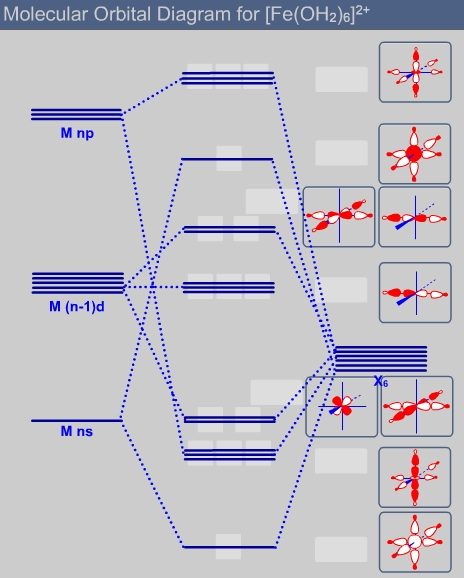 Molecular Orbital Diagram for [Fe(OH₂)₆]²⁺
M np
M (n-1)d
X₆
M ns